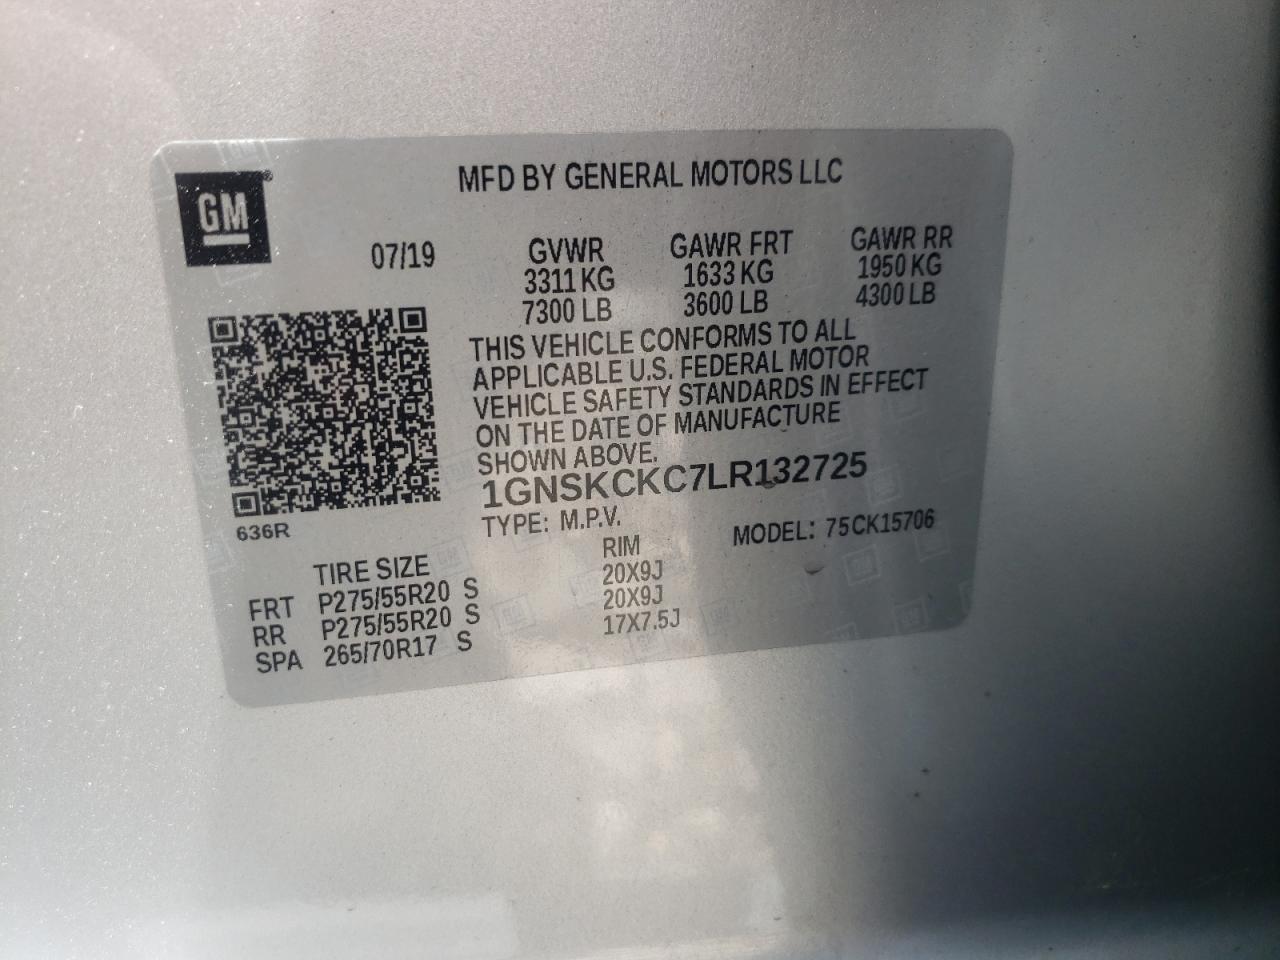 GM
MFD BY GENERAL MOTORS LLC
07/19
GVWR GAWR FRT GAWR RR
3311 KG 1633 KG 1950 KG
7300 LB 3600 LB 4300 LB
THIS VEHICLE CONFORMS TO ALL
APPLICABLE U.S. FEDERAL MOTOR
VEHICLE SAFETY STANDARDS IN EFFECT
ON THE DATE OF MANUFACTURE
SHOWN ABOVE.
1GNSKCKC7LR132725
TYPE: M.P.V. MODEL: 75CK15706
636R
TIRE SIZE RIM
FRT P275/55R20 S 20X9J
RR P275/55R20 S 20X9J
SPA 265/70R17 S 17X7.5J